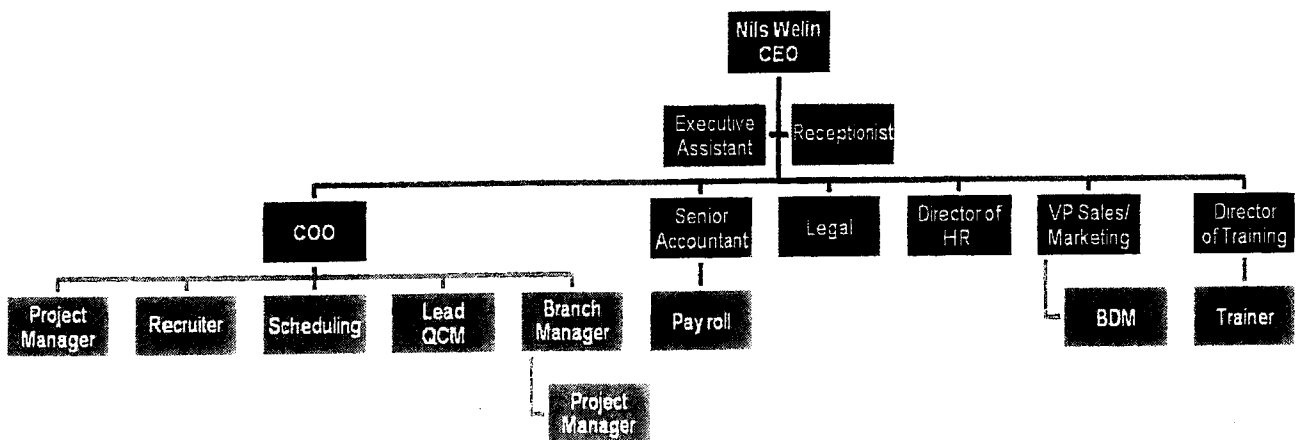 Nils Welin
CEO
Executive
Assistant
Receptionist
COO
Senior
Accountant
Legal
Director of
HR
VP Sales/
Marketing
Director
of Training
Project
Manager
Recruiter
Scheduling
Lead
QCM
Branch
Manager
Pay roll
BDM
Trainer
Project
Manager